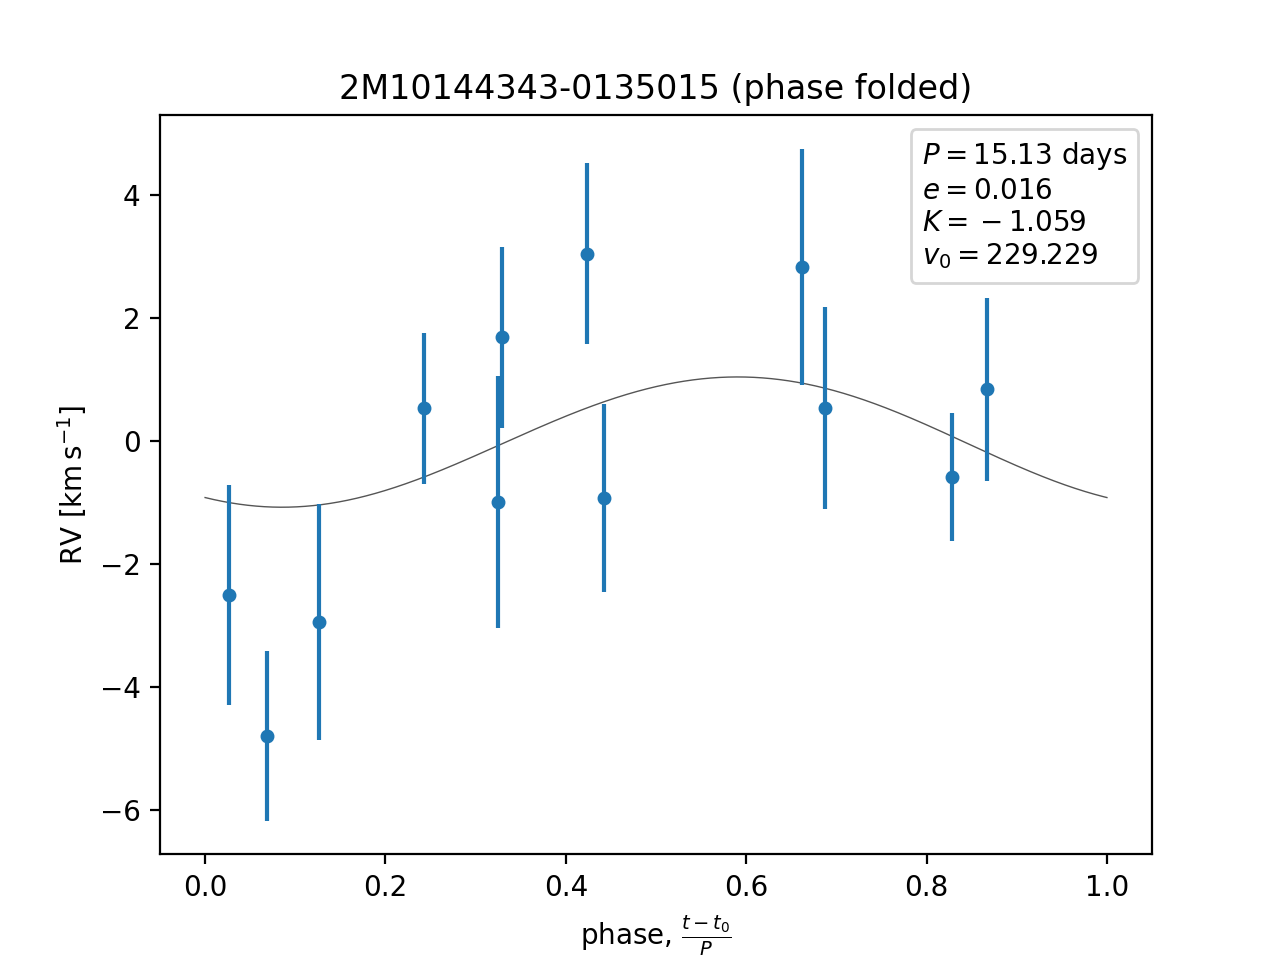 2M10144343-0135015 (phase folded)
P = 15.13 days
e = 0.016
K = −1.059
v₀ = 229.229
RV [km s⁻¹]
4
2
0
−2
−4
−6
0.0 0.2 0.4 0.6 0.8 1.0
phase, (t − t₀)/P